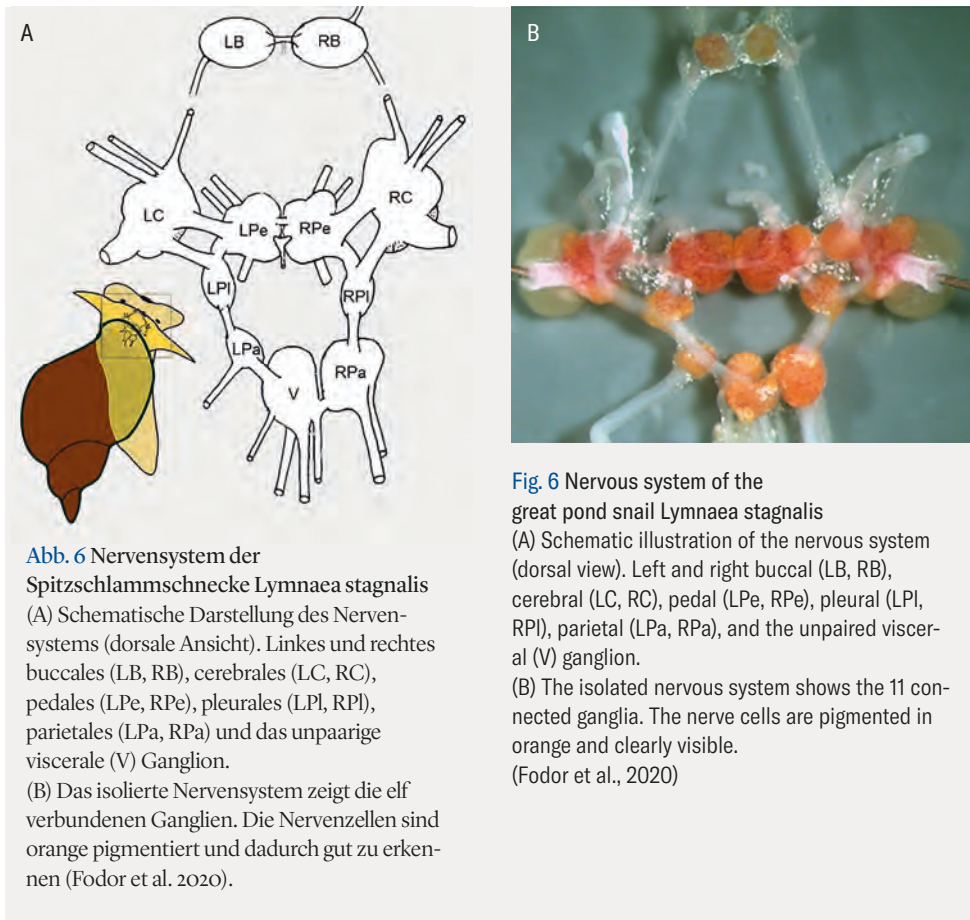 A
LB
RB
LC
RC
LPe
RPe
LPl
RPl
LPa
RPa
V
B
Abb. 6 Nervensystem der
Spitzschlammschnecke Lymnaea stagnalis
(A) Schematische Darstellung des Nerven-
systems (dorsale Ansicht). Linkes und rechtes
buccales (LB, RB), cerebrales (LC, RC),
pedales (LPe, RPe), pleurales (LPl, RPl),
parietales (LPa, RPa) und das unpaarige
viscerale (V) Ganglion.
(B) Das isolierte Nervensystem zeigt die elf
verbundenen Ganglien. Die Nervenzellen sind
orange pigmentiert und dadurch gut zu erken-
nen (Fodor et al. 2020).
Fig. 6 Nervous system of the
great pond snail Lymnaea stagnalis
(A) Schematic illustration of the nervous system
(dorsal view). Left and right buccal (LB, RB),
cerebral (LC, RC), pedal (LPe, RPe), pleural (LPl,
RPl), parietal (LPa, RPa), and the unpaired viscer-
al (V) ganglion.
(B) The isolated nervous system shows the 11 con-
nected ganglia. The nerve cells are pigmented in
orange and clearly visible.
(Fodor et al., 2020)